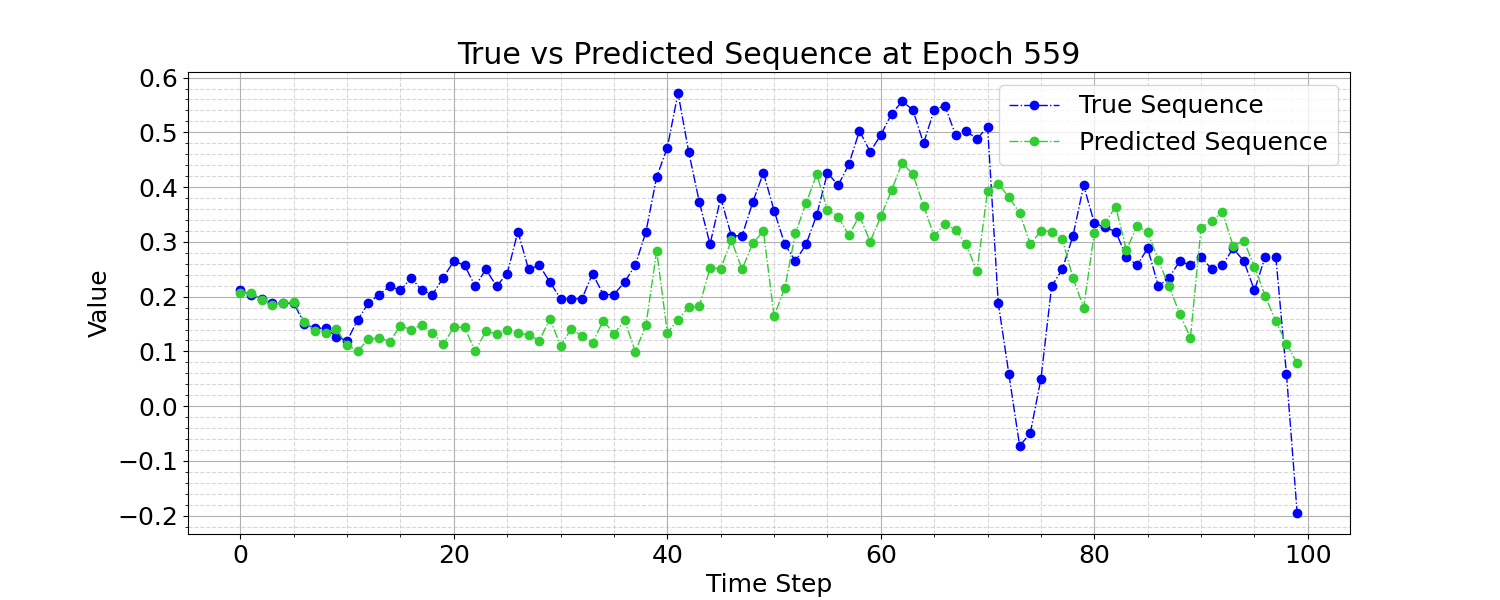 True vs Predicted Sequence at Epoch 559
0.6
0.5
0.4
0.3
0.2
0.1
0.0
−0.1
−0.2
Value
True Sequence
Predicted Sequence
0 20 40 60 80 100
Time Step